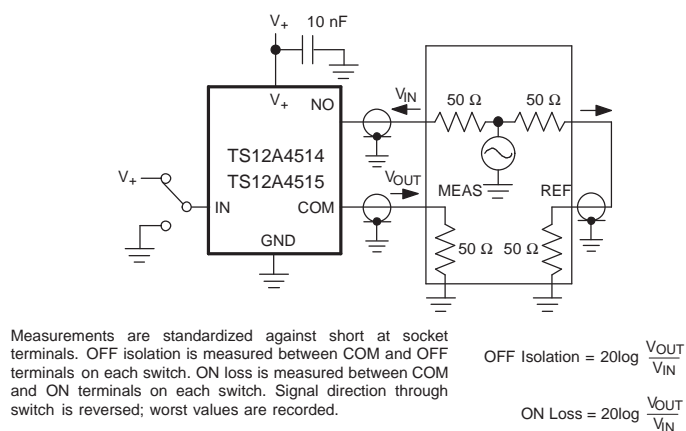 V+
10 nF
V+
NO
VIN
50 Ω
50 Ω
TS12A4514
TS12A4515
V+
IN
COM
VOUT
MEAS
REF
GND
50 Ω
50 Ω
Measurements are standardized against short at socket
terminals. OFF isolation is measured between COM and OFF
terminals on each switch. ON loss is measured between COM
and ON terminals on each switch. Signal direction through
switch is reversed; worst values are recorded.
OFF Isolation = 20log VOUT/VIN
ON Loss = 20log VOUT/VIN